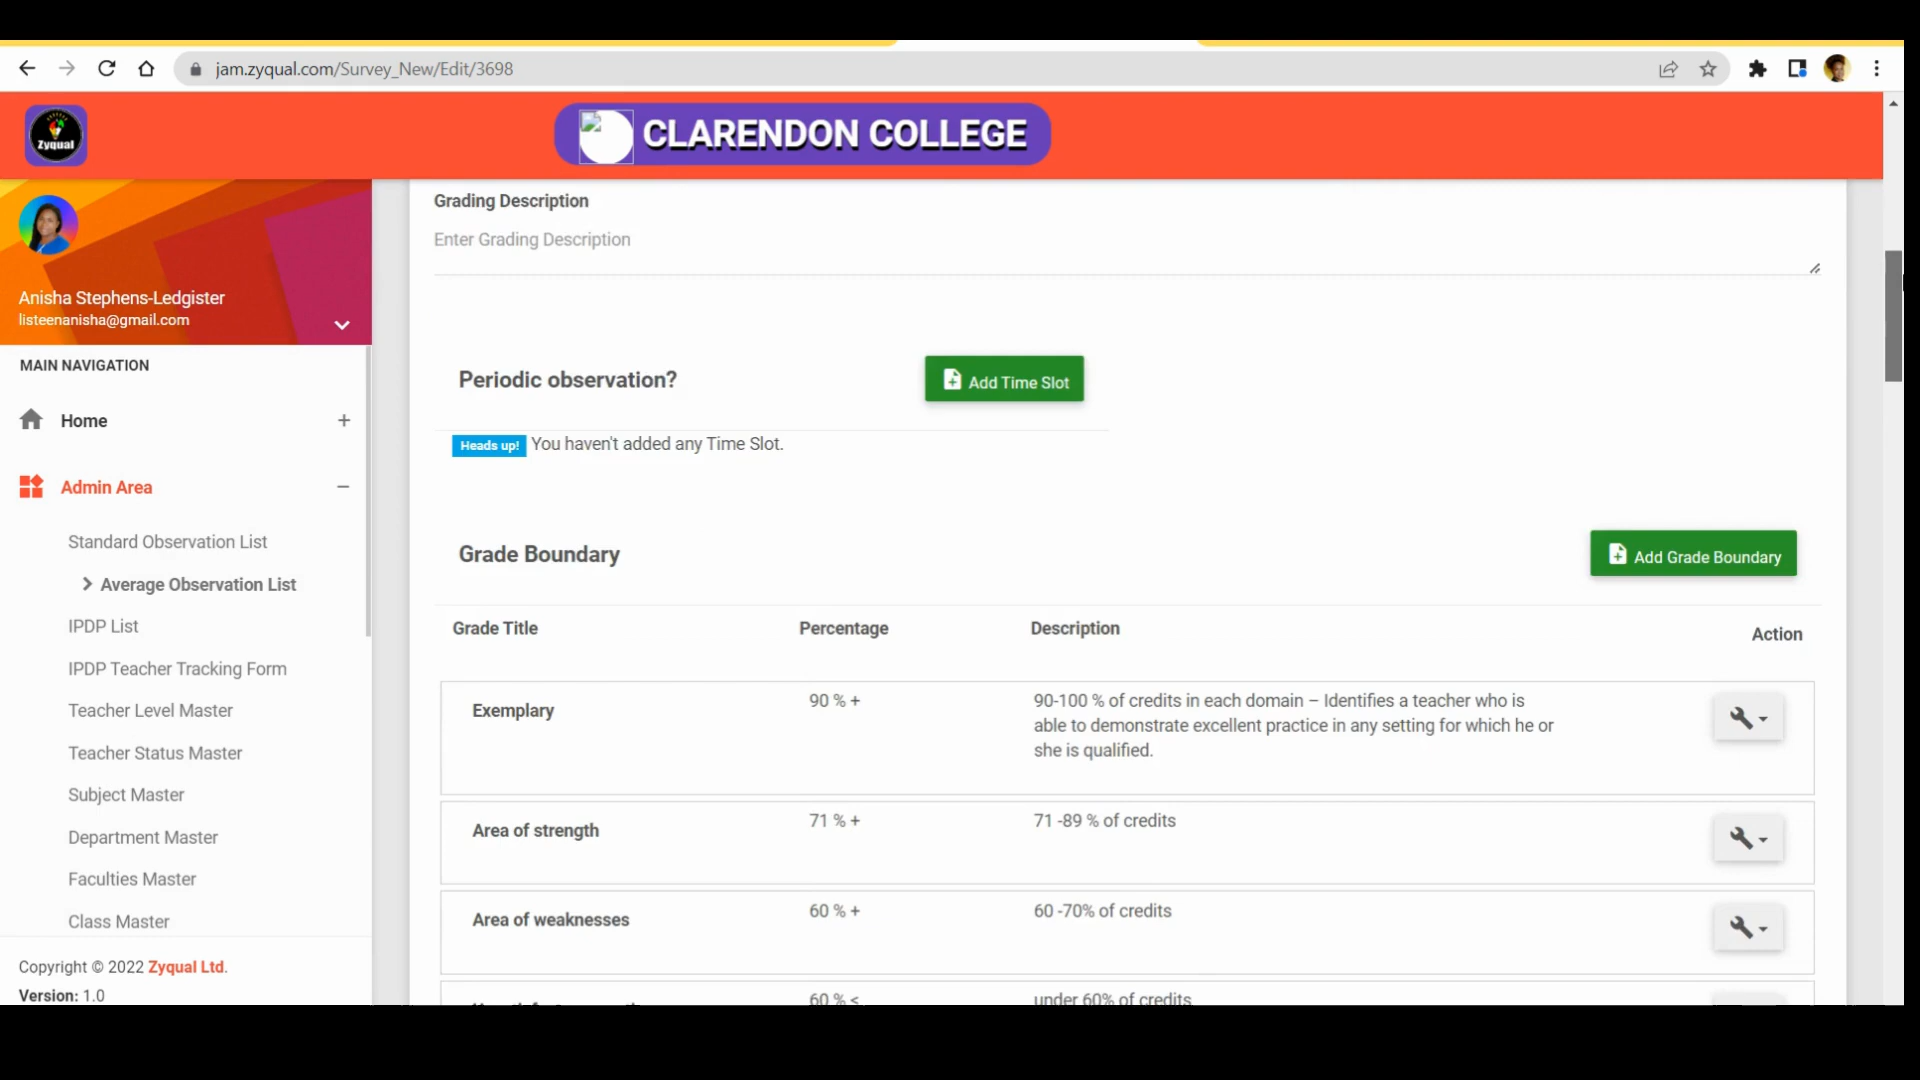 jam.zyqual.com/Survey_New/Edit/3698
Zyqual
CLARENDON COLLEGE
Anisha Stephens-Ledgister
listeenanisha@gmail.com
MAIN NAVIGATION
Home
Admin Area
Standard Observation List
Average Observation List
IPDP List
IPDP Teacher Tracking Form
Teacher Level Master
Teacher Status Master
Subject Master
Department Master
Faculties Master
Class Master
Copyright © 2022 Zyqual Ltd.
Version: 1.0
Grading Description
Enter Grading Description
Periodic observation?
Add Time Slot
Heads up! You haven't added any Time Slot.
Grade Boundary
Add Grade Boundary
Grade Title Percentage Description Action
Exemplary 90 % + 90-100 % of credits in each domain – Identifies a teacher who is
able to demonstrate excellent practice in any setting for which he or
she is qualified.
Area of strength 71 % + 71 -89 % of credits
Area of weaknesses 60 % + 60 -70% of credits
60 % < under 60% of credits